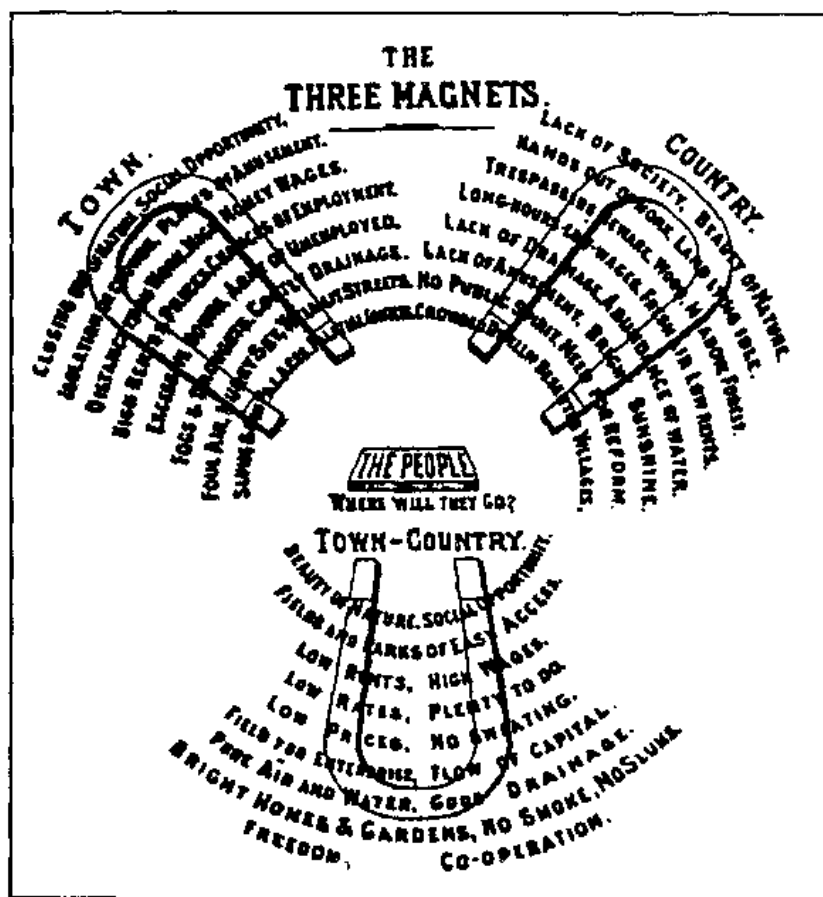 THE
THREE MAGNETS.
TOWN.
CLOSING OUT OF NATURE. SOCIAL OPPORTUNITY.
ISOLATION OF CROWDS. PLACES OF AMUSEMENT.
DISTANCE FROM WORK. HIGH MONEY WAGES.
HIGH RENTS & PRICES. CHANCES OF EMPLOYMENT.
EXCESSIVE HOURS. ARMY OF UNEMPLOYED.
FOGS & DROUGHTS. COSTLY DRAINAGE.
FOUL AIR. MURKY SKY. STREETS.
SLUMS & GIN PALACES. CROWDED
COUNTRY.
LACK OF SOCIETY. BEAUTY OF NATURE.
HANDS OUT OF WORK. LAND LYING IDLE.
TRESPASSERS BEWARE. WOOD, MEADOW, FOREST.
LONG HOURS-LOW WAGES. FRESH AIR. LOW RENTS.
LACK OF DRAINAGE. ABUNDANCE OF WATER.
LACK OF AMUSEMENT. BRIGHT SUNSHINE.
NO PUBLIC SPIRIT. NEED FOR REFORM.
DESERTED VILLAGES.
THE PEOPLE
WHERE WILL THEY GO?
TOWN-COUNTRY.
BEAUTY OF NATURE. SOCIAL OPPORTUNITY.
FIELDS AND PARKS OF EASY ACCESS.
LOW RENTS, HIGH WAGES.
LOW RATES, PLENTY TO DO.
LOW PRICES, NO SWEATING.
FIELD FOR ENTERPRISE, FLOW OF CAPITAL.
PURE AIR AND WATER, GOOD DRAINAGE.
BRIGHT HOMES & GARDENS, NO SMOKE, NO SLUMS.
FREEDOM. CO-OPERATION.